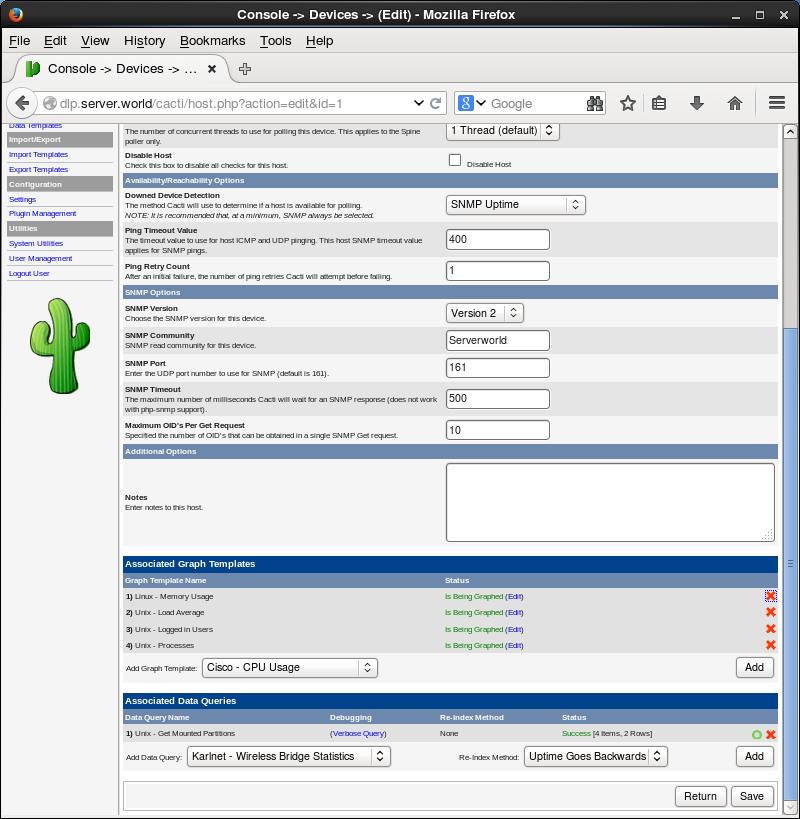 Console -> Devices -> (Edit) - Mozilla Firefox
File Edit View History Bookmarks Tools Help
Console -> Devices -> ...
dlp.server.world/cacti/host.php?action=edit&id=1
Google
Data Templates
Import/Export
Import Templates
Export Templates
Configuration
Settings
Plugin Management
Utilities
System Utilities
User Management
Logout User
The number of concurrent threads to use for polling this device. This applies to the Spine
poller only.
1 Thread (default)
Disable Host
Check this box to disable all checks for this host.
Disable Host
Availability/Reachability Options
Downed Device Detection
The method Cacti will use to determine if a host is available for polling.
NOTE: It is recommended that, at a minimum, SNMP always be selected.
SNMP Uptime
Ping Timeout Value
The timeout value to use for host ICMP and UDP pinging. This host SNMP timeout value
applies for SNMP pings.
400
Ping Retry Count
After an initial failure, the number of ping retries Cacti will attempt before failing.
1
SNMP Options
SNMP Version
Choose the SNMP version for this device.
Version 2
SNMP Community
SNMP read community for this device.
Serverworld
SNMP Port
Enter the UDP port number to use for SNMP (default is 161).
161
SNMP Timeout
The maximum number of milliseconds Cacti will wait for an SNMP response (does not work
with php-snmp support).
500
Maximum OID's Per Get Request
Specified the number of OID's that can be obtained in a single SNMP Get request.
10
Additional Options
Notes
Enter notes to this host.
Associated Graph Templates
Graph Template Name Status
1) Linux - Memory Usage Is Being Graphed (Edit)
2) Unix - Load Average Is Being Graphed (Edit)
3) Unix - Logged in Users Is Being Graphed (Edit)
4) Unix - Processes Is Being Graphed (Edit)
Add Graph Template: Cisco - CPU Usage Add
Associated Data Queries
Data Query Name Debugging Re-Index Method Status
1) Unix - Get Mounted Partitions (Verbose Query) None Success [4 Items, 2 Rows]
Add Data Query: Karlnet - Wireless Bridge Statistics Re-Index Method: Uptime Goes Backwards Add
Return Save